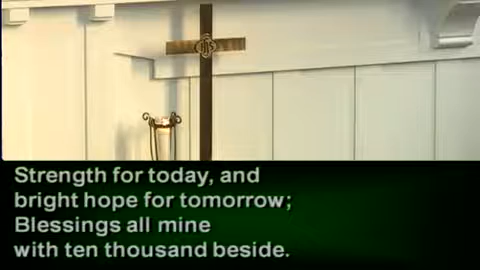 Strength for today, and
bright hope for tomorrow;
Blessings all mine
with ten thousand beside.